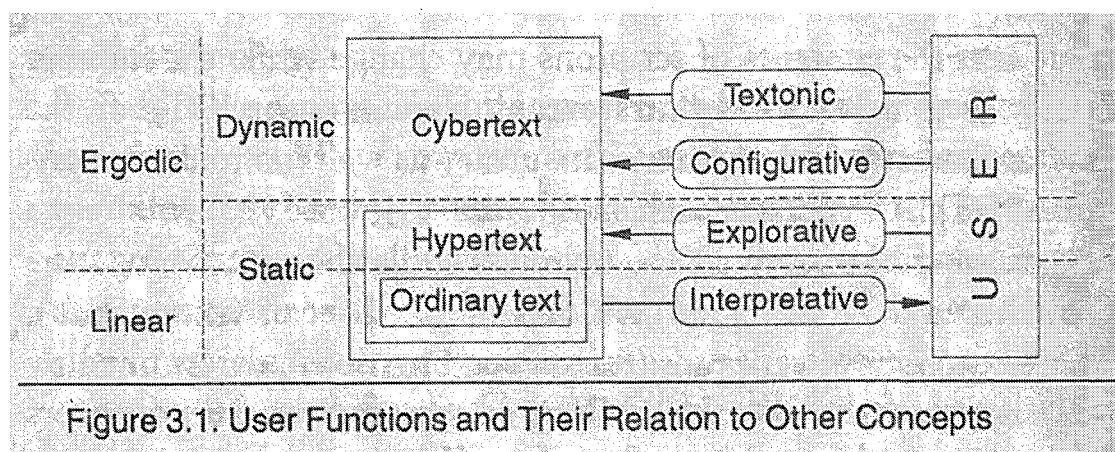 Textonic
Dynamic Cybertext
Ergodic
Configurative
Hypertext Explorative
Static
Ordinary text Interpretative
Linear
USER
Figure 3.1. User Functions and Their Relation to Other Concepts